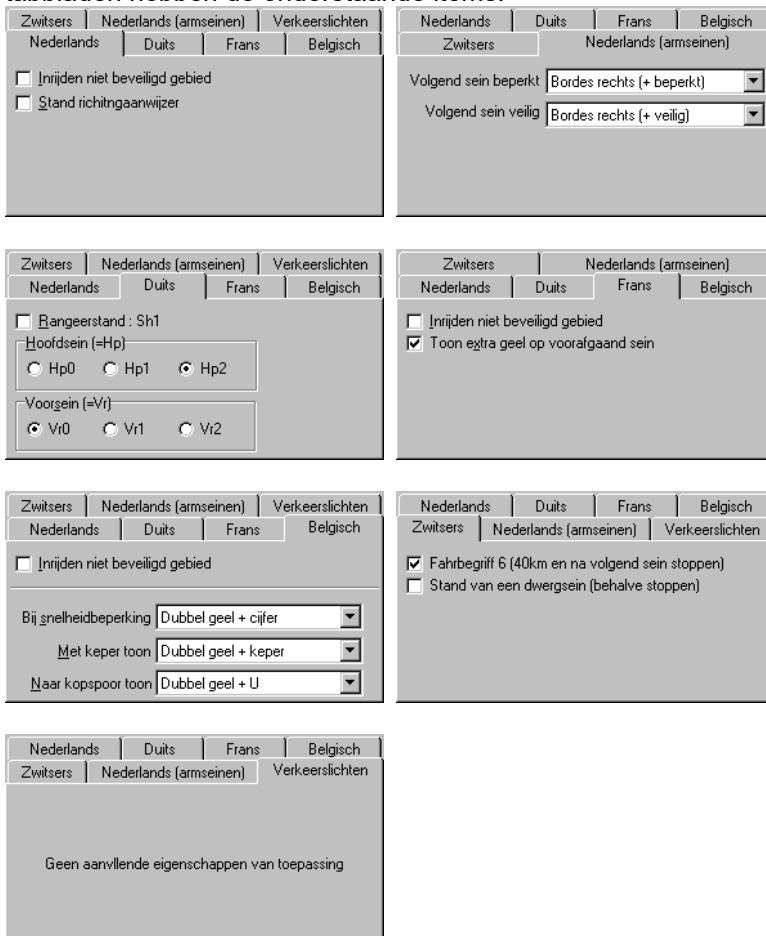 Zwitsers Nederlands (armseinen) Verkeerslichten
Nederlands Duits Frans Belgisch
Inrijden niet beveiligd gebied
Stand richitngaanwijzer
Nederlands Duits Frans Belgisch
Zwitsers Nederlands (armseinen)
Volgend sein beperkt Bordes rechts (+ beperkt)
Volgend sein veilig Bordes rechts (+ veilig)
Zwitsers Nederlands (armseinen) Verkeerslichten
Nederlands Duits Frans Belgisch
Rangeerstand : Sh1
Hoofdsein (=Hp)
Hp0 Hp1 Hp2
Voorsein (=Vr)
Vr0 Vr1 Vr2
Zwitsers Nederlands (armseinen)
Nederlands Duits Frans Belgisch
Inrijden niet beveiligd gebied
Toon extra geel op voorafgaand sein
Zwitsers Nederlands (armseinen) Verkeerslichten
Nederlands Duits Frans Belgisch
Inrijden niet beveiligd gebied
Bij snelheidbeperking Dubbel geel + cijfer
Met keper toon Dubbel geel + keper
Naar kopspoor toon Dubbel geel + U
Nederlands Duits Frans Belgisch
Zwitsers Nederlands (armseinen) Verkeerslichten
Fahrbegriff 6 (40km en na volgend sein stoppen)
Stand van een dwergsein (behalve stoppen)
Nederlands Duits Frans Belgisch
Zwitsers Nederlands (armseinen) Verkeerslichten
Geen aanvllende eigenschappen van toepassing